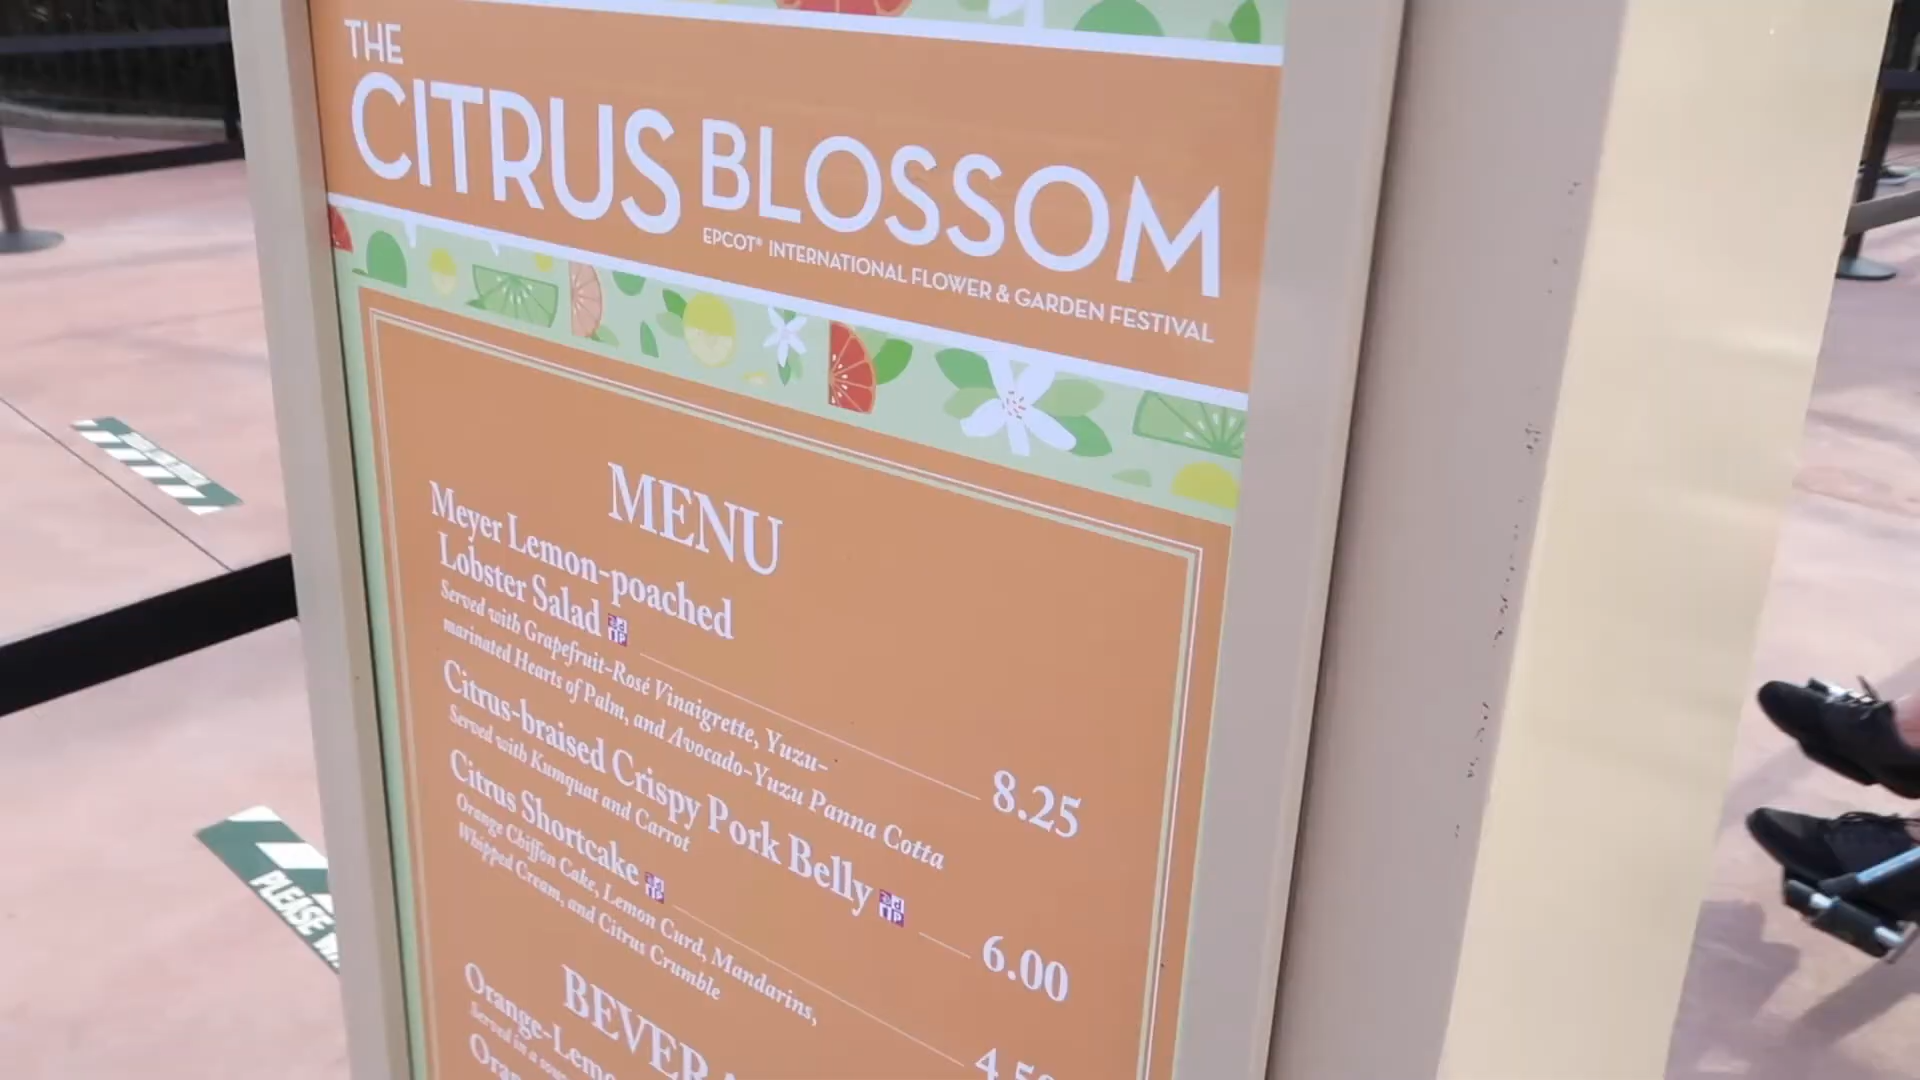 THE
CITRUS BLOSSOM
EPCOT® INTERNATIONAL FLOWER & GARDEN FESTIVAL
MENU
Meyer Lemon-poached
Lobster Salad 8.25
Served with Grapefruit-Rosé Vinaigrette, Yuzu-
marinated Hearts of Palm, and Avocado-Yuzu Panna Cotta
Citrus-braised Crispy Pork Belly 6.00
Served with Kumquat and Carrot
Citrus Shortcake
Orange Chiffon Cake, Lemon Curd, Mandarins,
Whipped Cream, and Citrus Crumble
PLEASE